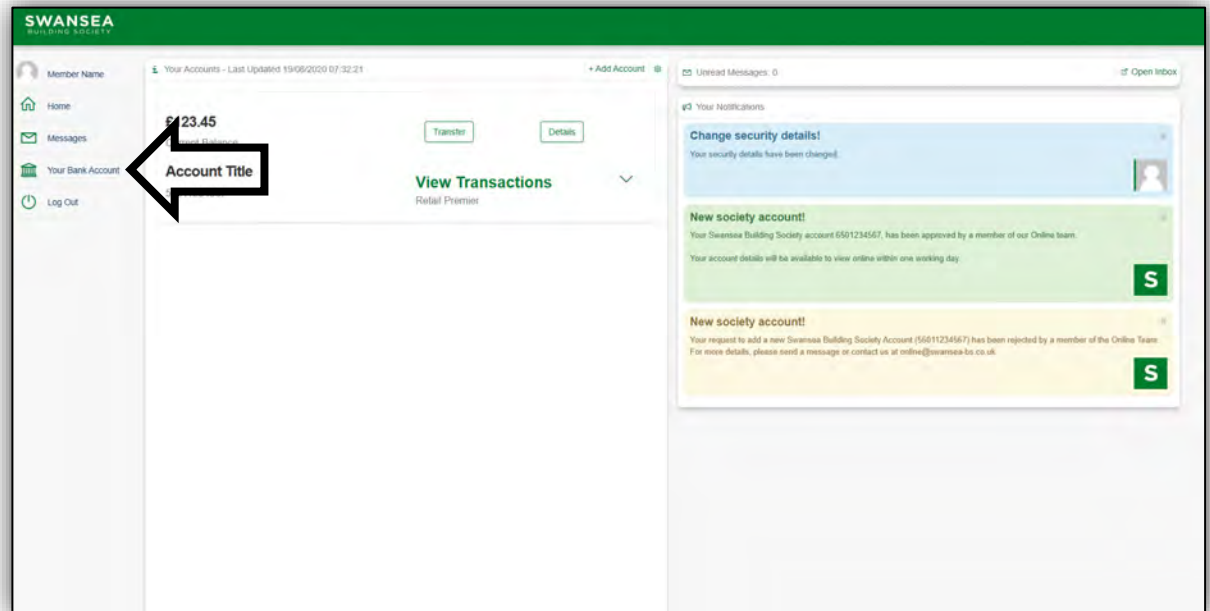 SWANSEA
BUILDING SOCIETY
Member Name
Home
Messages
Your Bank Account
Log Out
Your Accounts - Last Updated 19/08/2020 07:32:21
+ Add Account
£123.45
Current Balance
Transfer
Details
Account Title
View Transactions
Retail Premier
Unread Messages: 0
Open Inbox
Your Notifications
Change security details!
Your security details have been changed.
New society account!
Your Swansea Building Society account 6501234567, has been approved by a member of our Online team.
Your account details will be available to view online within one working day.
S
New society account!
Your request to add a new Swansea Building Society Account (56011234567) has been rejected by a member of the Online Team.
For more details, please send a message or contact us at online@swansea-bs.co.uk
S